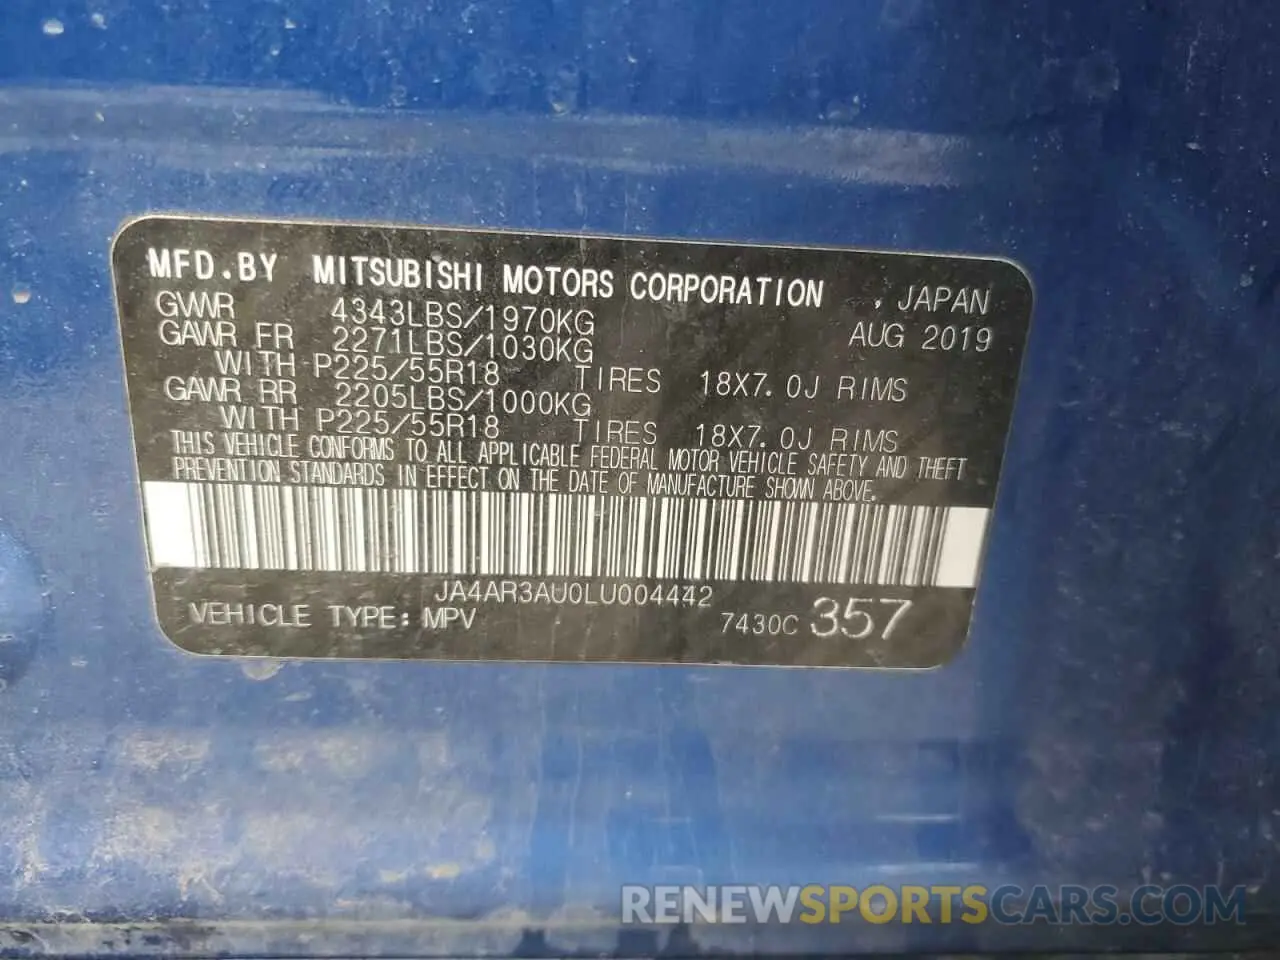 MFD.BY MITSUBISHI MOTORS CORPORATION , JAPAN
GVWR 4343LBS/1970KG AUG 2019
GAWR FR 2271LBS/1030KG
WITH P225/55R18 TIRES 18X7.0J RIMS
GAWR RR 2205LBS/1000KG
WITH P225/55R18 TIRES 18X7.0J RIMS
THIS VEHICLE CONFORMS TO ALL APPLICABLE FEDERAL MOTOR VEHICLE SAFETY AND THEFT
PREVENTION STANDARDS IN EFFECT ON THE DATE OF MANUFACTURE SHOWN ABOVE.
JA4AR3AU0LU004442
VEHICLE TYPE: MPV 7430C 357
RENEWSPORTSCARS.COM